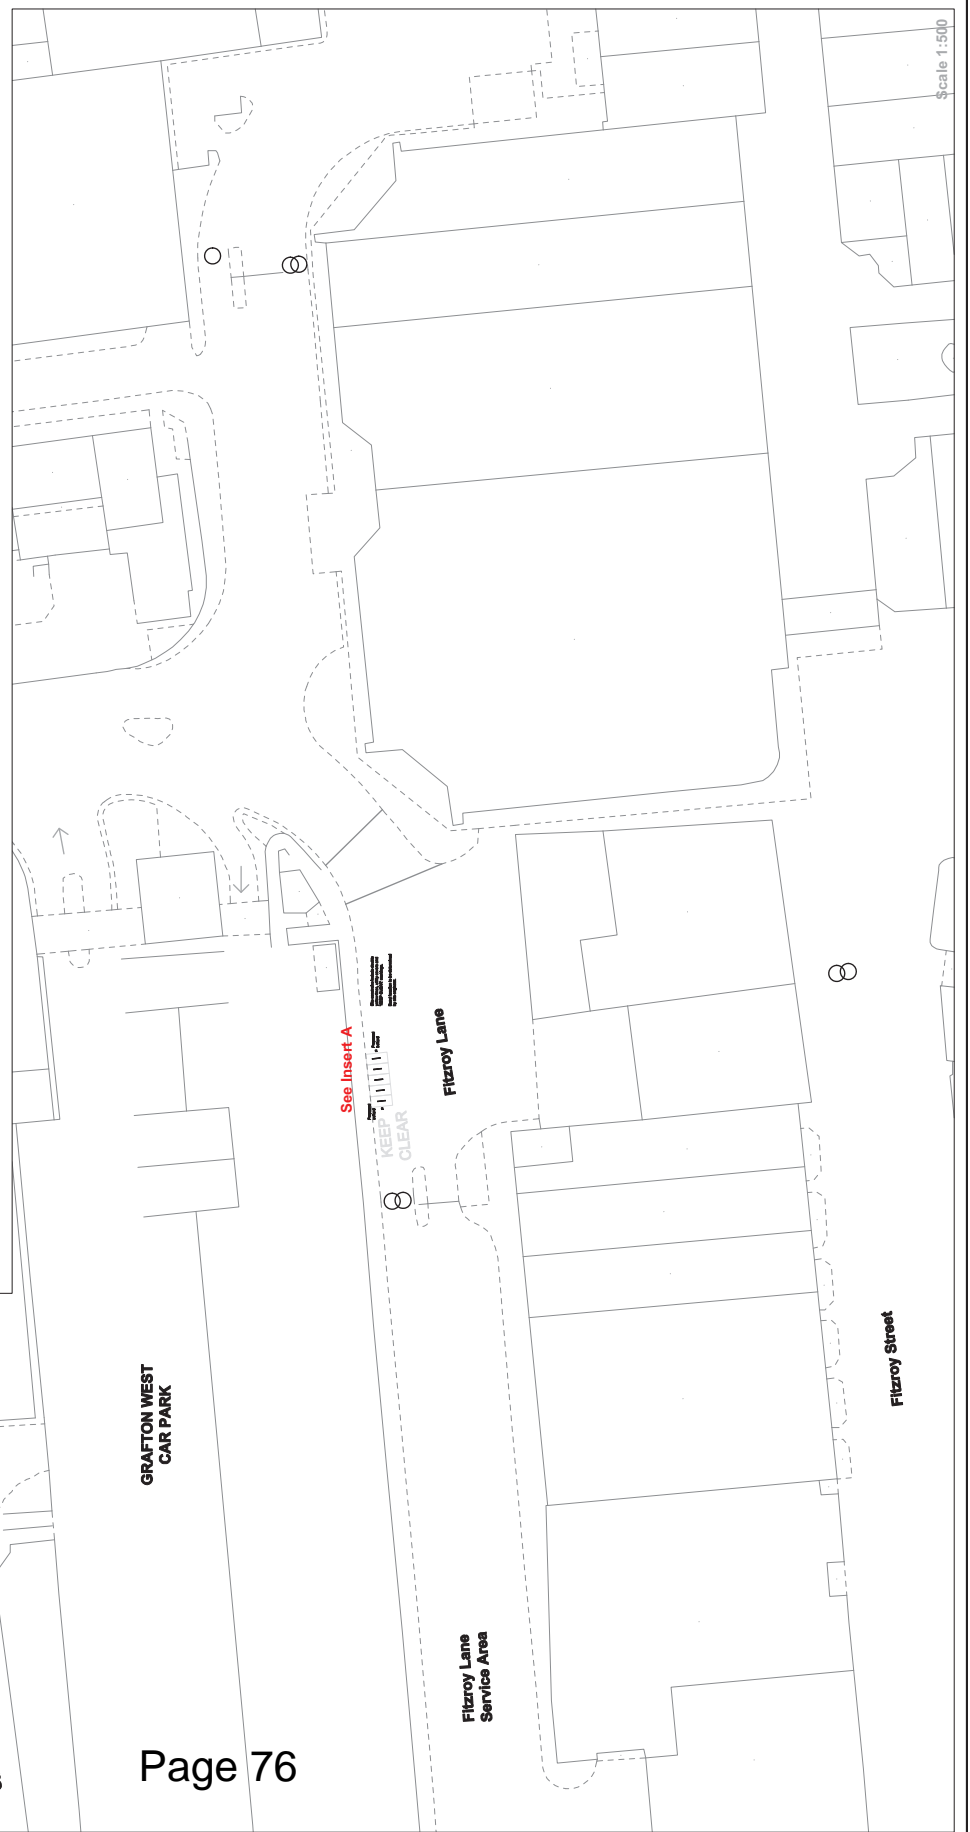 Scale 1:500
See Insert A
Fitzroy Lane
KEEP
CLEAR
GRAFTON WEST
CAR PARK
Fitzroy Street
Fitzroy Lane
Service Area
Page 76